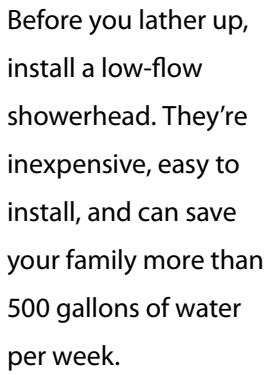 Before you lather up,
install a low-flow
showerhead. They’re
inexpensive, easy to
install, and can save
your family more than
500 gallons of water
per week.